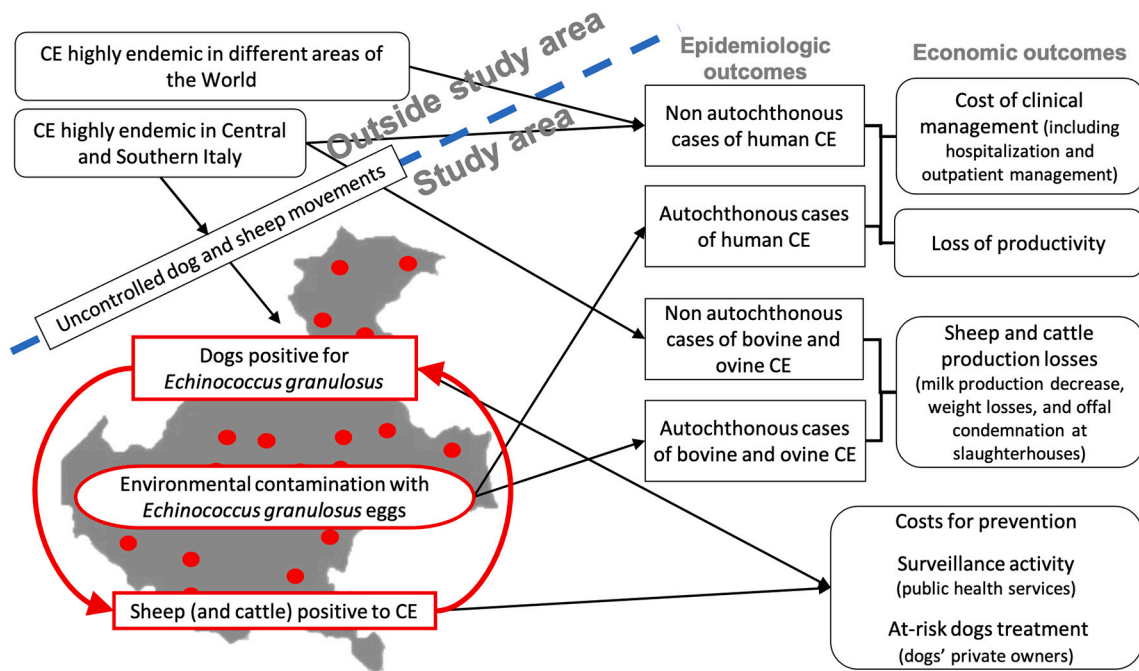 CE highly endemic in different areas of
the World
CE highly endemic in Central
and Southern Italy
Outside study area
Study area
Uncontrolled dog and sheep movements
Dogs positive for
Echinococcus granulosus
Environmental contamination with
Echinococcus granulosus eggs
Sheep (and cattle) positive to CE
Epidemiologic
outcomes
Non autochthonous
cases of human CE
Autochthonous cases
of human CE
Non autochthonous
cases of bovine and
ovine CE
Autochthonous cases
of bovine and ovine CE
Economic outcomes
Cost of clinical
management (including
hospitalization and
outpatient management)
Loss of productivity
Sheep and cattle
production losses
(milk production decrease,
weight losses, and offal
condemnation at
slaughterhouses)
Costs for prevention
Surveillance activity
(public health services)
At-risk dogs treatment
(dogs’ private owners)